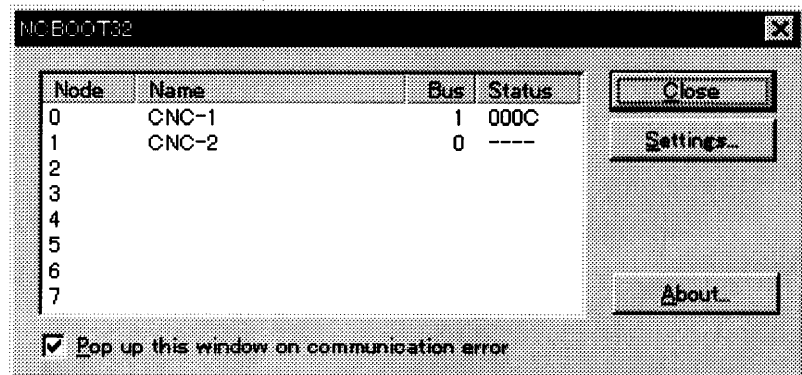 NCBOOT32
Node Name Bus Status
0 CNC-1 1 000C
1 CNC-2 0 ----
2
3
4
5
6
7
Close
Settings...
About...
Pop up this window on communication error